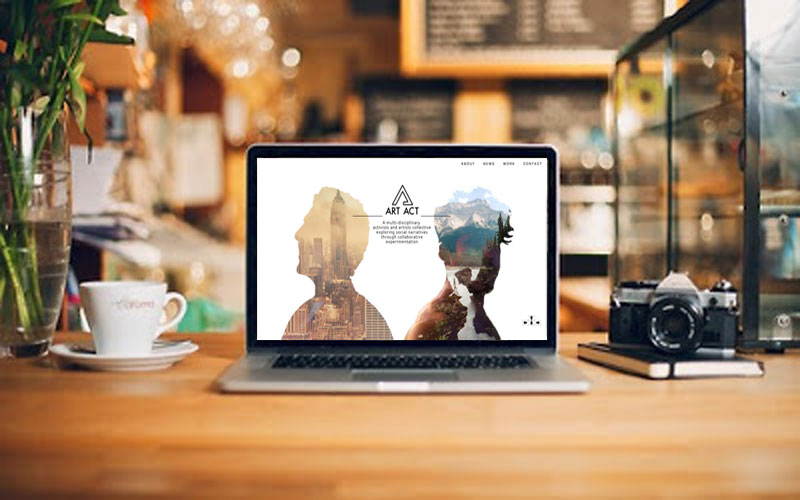 ABOUT NEWS WORK CONTACT
ART ACT
A multi-disciplinary
activists and artists collective
exploring social narratives
through collaborative
experimentation